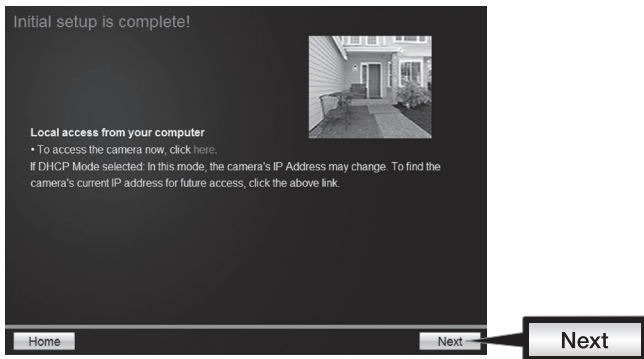 Initial setup is complete!
Local access from your computer
• To access the camera now, click here.
If DHCP Mode selected: In this mode, the camera's IP Address may change. To find the
camera's current IP address for future access, click the above link.
Home
Next
Next